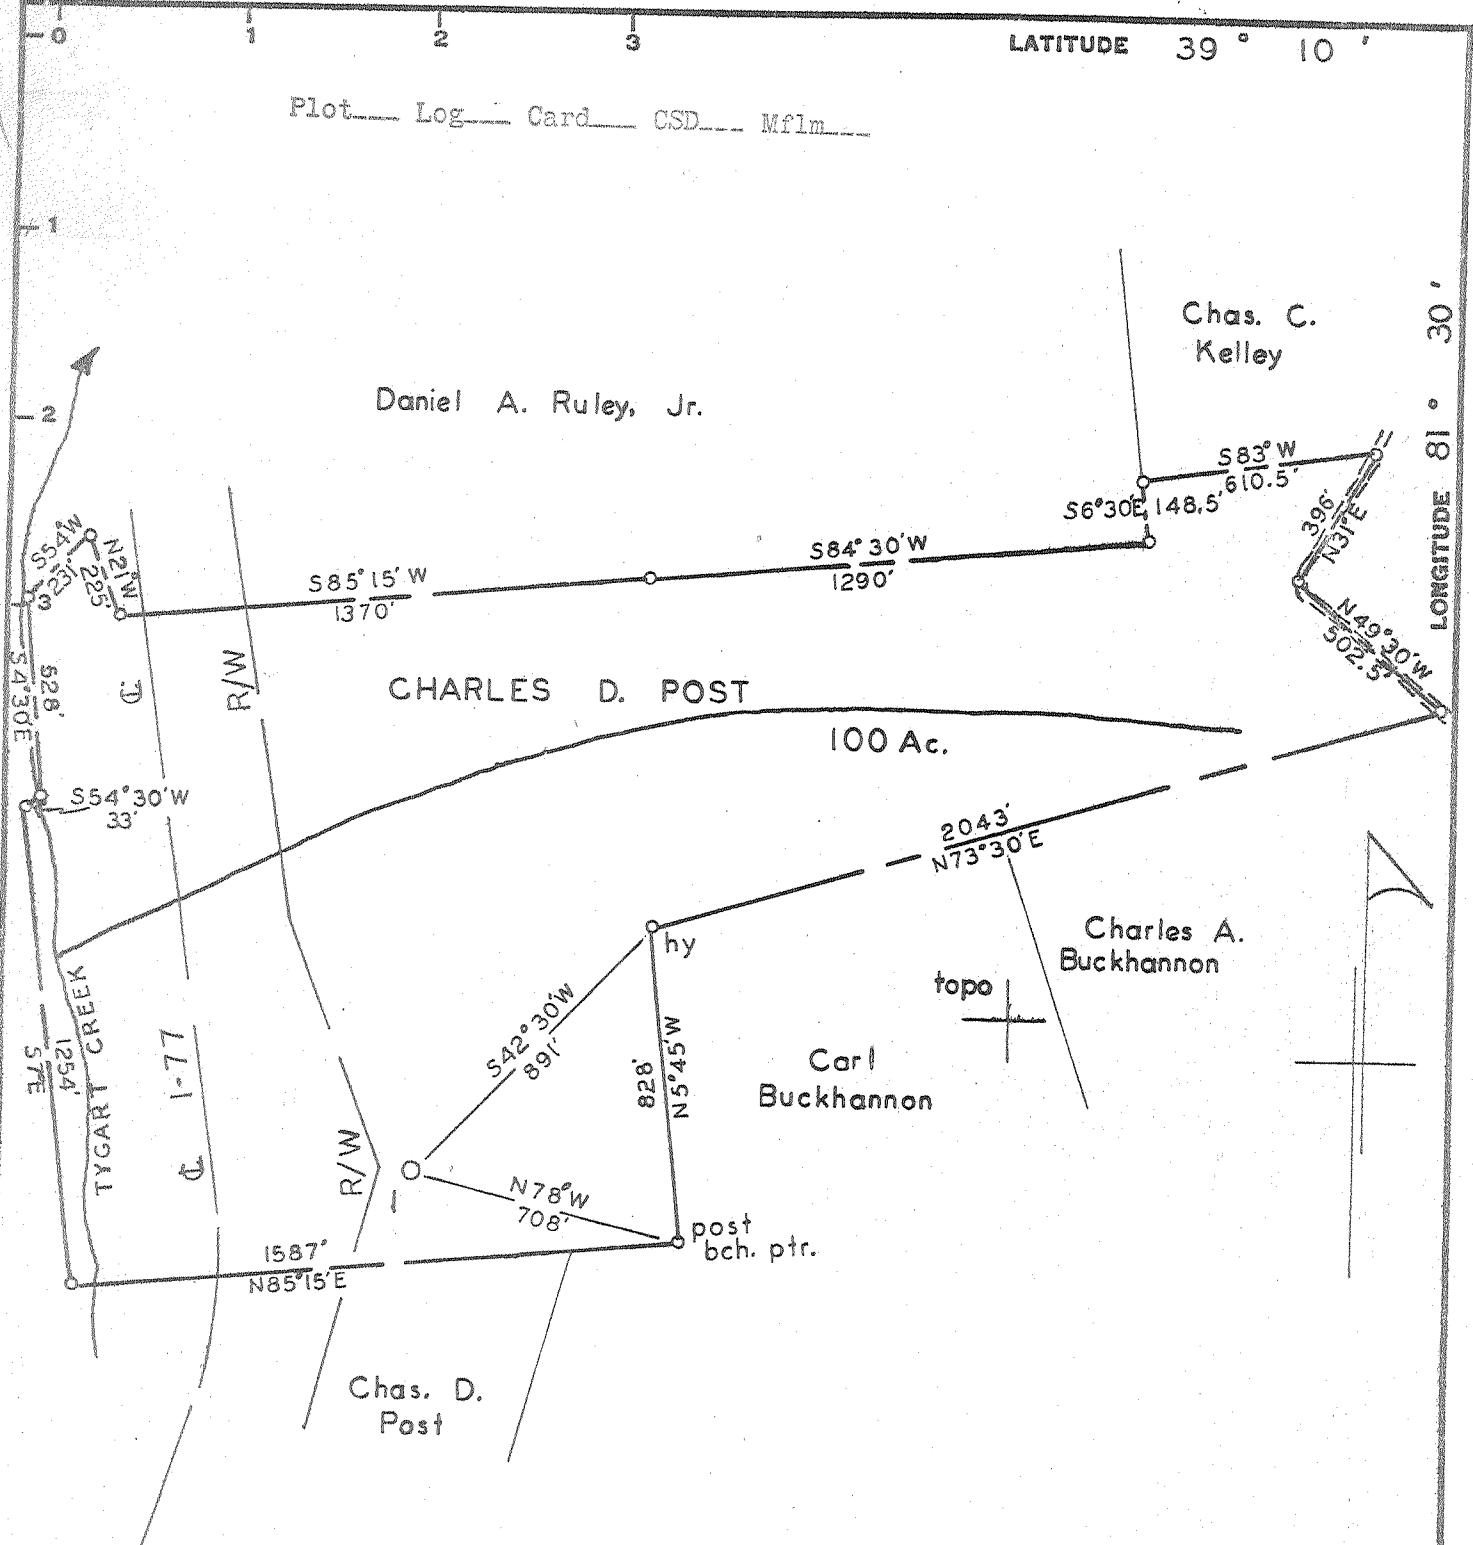 0 1 2 3 LATITUDE 39° 10'
Plot___ Log___ Card___ CSD___ Mflm___
1
Chas. C.
Kelley
LONGITUDE 81° 30'
2
Daniel A. Ruley, Jr.
S83°W
610.5'
S6°30'E 148.5'
396'
N31°E
S54°W
231'
N21°W
225'
S84°30'W
1290'
S85°15'W
1370'
3
N49°30'W
502.5'
528'
S4°30'E
R/W
CHARLES D. POST
100 Ac.
S54°30'W
33'
2043'
N73°30'E
hy
Charles A.
Buckhannon
topo
TYGART CREEK
I-77
1254'
S7E
S42°30'W
891'
828'
N5°45'W
Carl
Buckhannon
R/W
1
N78°W
708'
post
bch. ptr.
1587'
N85°15'E
Chas. D.
Post